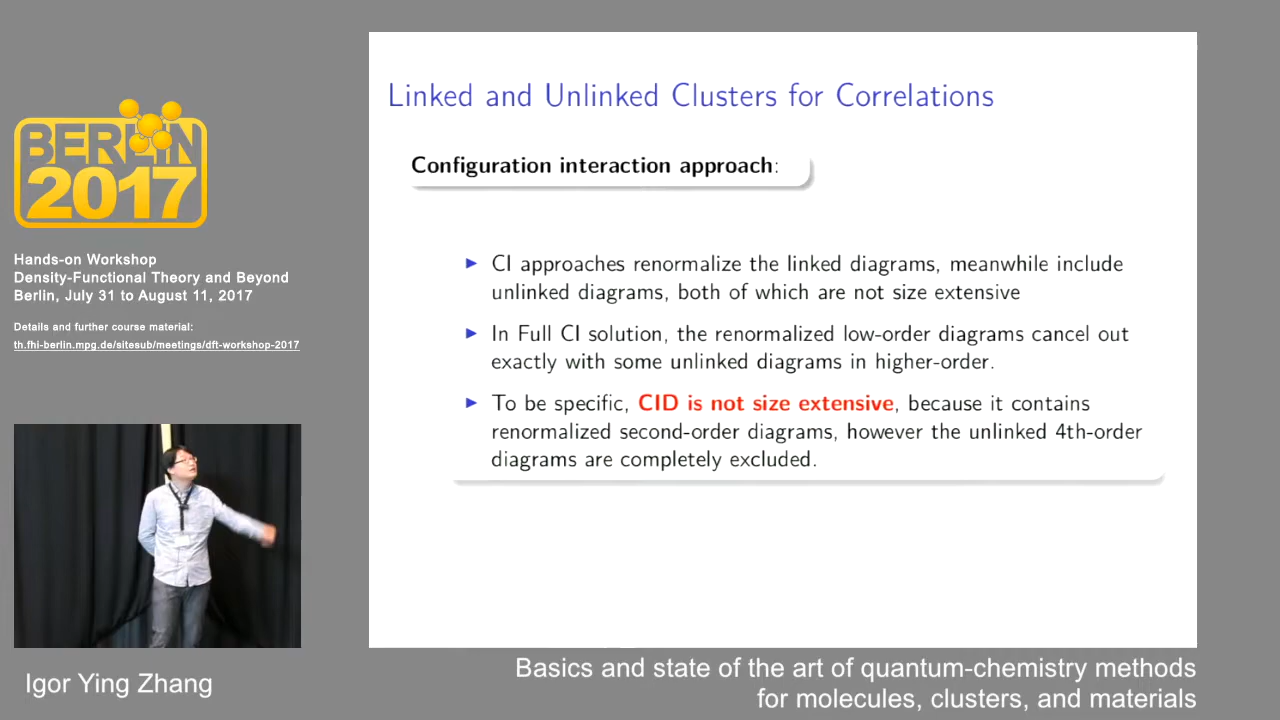 BERLIN
2017
Hands-on Workshop
Density-Functional Theory and Beyond
Berlin, July 31 to August 11, 2017
Details and further course material:
th.fhi-berlin.mpg.de/sitesub/meetings/dft-workshop-2017
Igor Ying Zhang
Linked and Unlinked Clusters for Correlations
Configuration interaction approach:
CI approaches renormalize the linked diagrams, meanwhile include
unlinked diagrams, both of which are not size extensive
In Full CI solution, the renormalized low-order diagrams cancel out
exactly with some unlinked diagrams in higher-order.
To be specific, CID is not size extensive, because it contains
renormalized second-order diagrams, however the unlinked 4th-order
diagrams are completely excluded.
Basics and state of the art of quantum-chemistry methods
for molecules, clusters, and materials